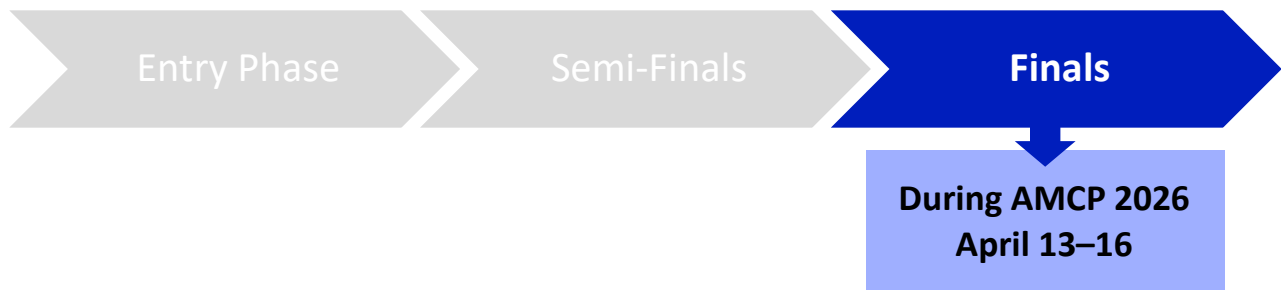 Entry Phase
Semi-Finals
Finals
During AMCP 2026
April 13–16